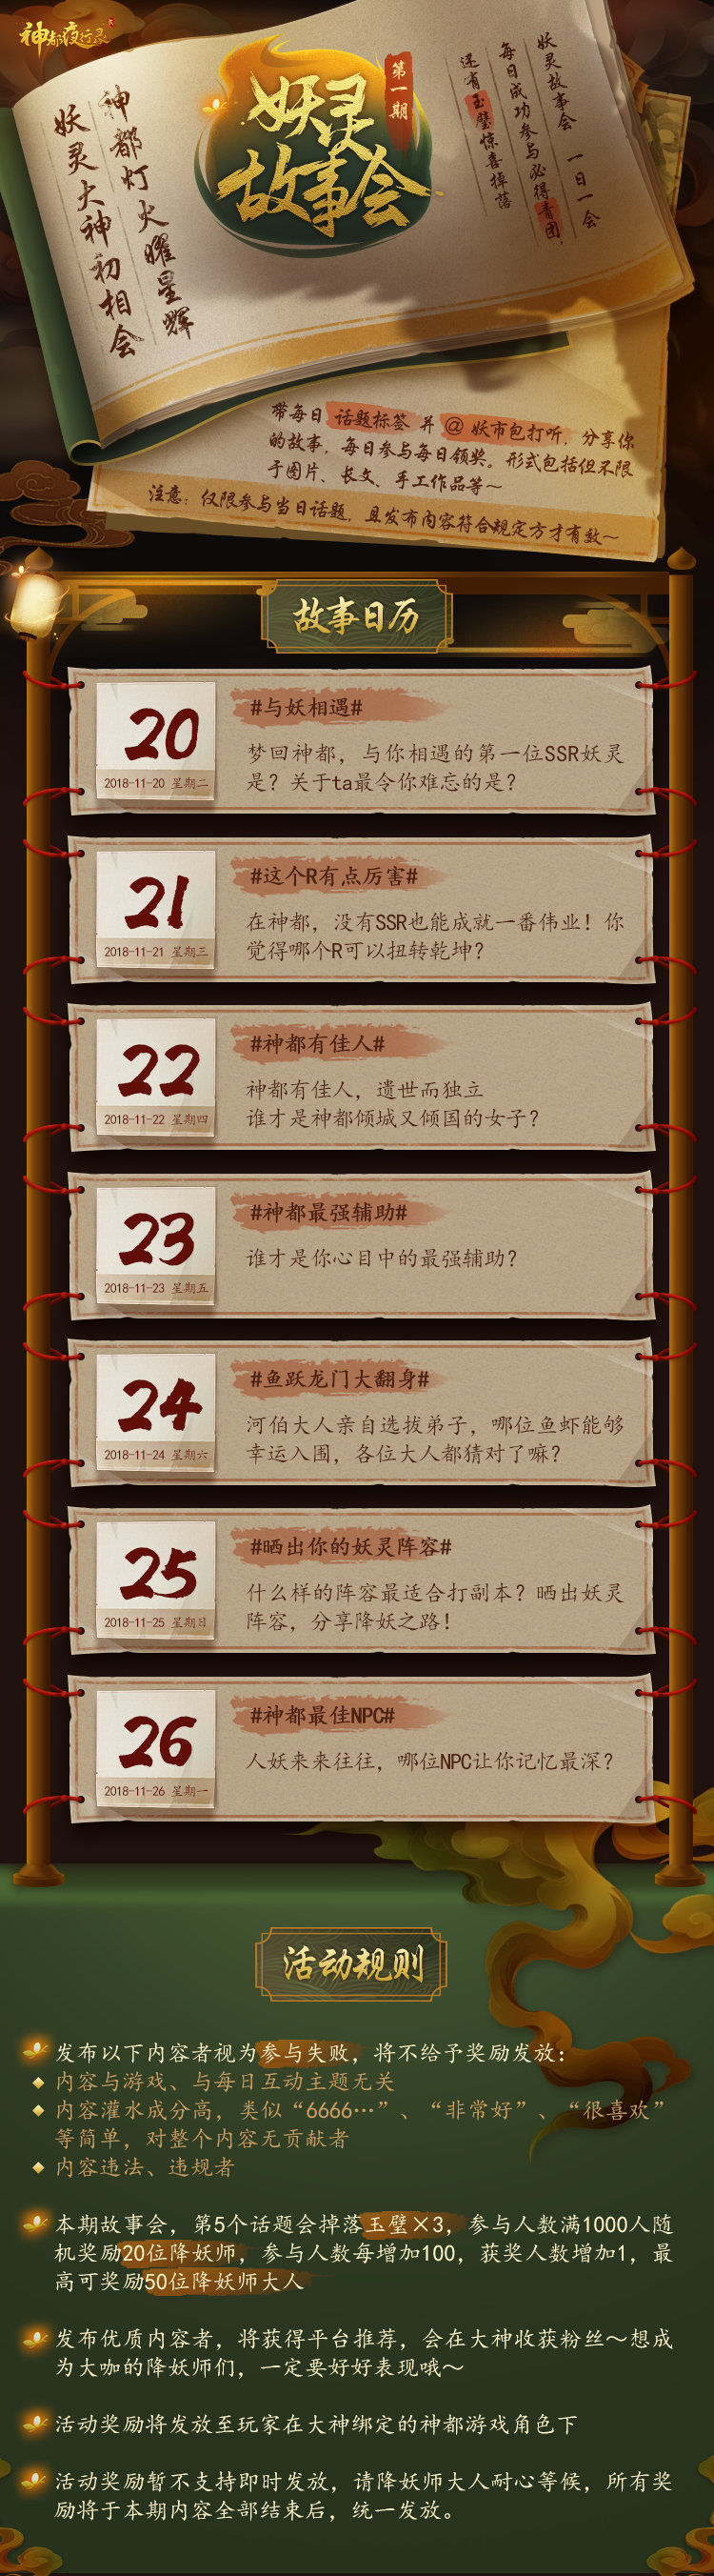 神都夜行录
妖灵
故事会
第一期
妖灵故事会 一日一会
每日成功参与必得青团，
还有玉璧惊喜掉落
神都灯火曜星辉
妖灵大神初相会
带每日 话题标签 并 @ 妖市包打听，分享你
的故事，每日参与每日领奖。形式包括但不限
于图片、长文、手工作品等～
注意：仅限参与当日话题，且发布内容符合规定方才有效～
故事日历
20
2018-11-20 星期二
#与妖相遇#
梦回神都，与你相遇的第一位SSR妖灵
是？关于ta最令你难忘的是？
21
2018-11-21 星期三
#这个R有点厉害#
在神都，没有SSR也能成就一番伟业！你
觉得哪个R可以扭转乾坤？
22
2018-11-22 星期四
#神都有佳人#
神都有佳人，遗世而独立
谁才是神都倾城又倾国的女子？
23
2018-11-23 星期五
#神都最强辅助#
谁才是你心目中的最强辅助？
24
2018-11-24 星期六
#鱼跃龙门大翻身#
河伯大人亲自选拔弟子，哪位鱼虾能够
幸运入围，各位大人都猜对了嘛？
25
2018-11-25 星期日
#晒出你的妖灵阵容#
什么样的阵容最适合打副本？晒出妖灵
阵容，分享降妖之路！
26
2018-11-26 星期一
#神都最佳NPC#
人妖来来往往，哪位NPC让你记忆最深？
活动规则
发布以下内容者视为参与失败，将不给予奖励发放：
内容与游戏、与每日互动主题无关
内容灌水成分高，类似“6666…”、“非常好”、“很喜欢”
等简单，对整个内容无贡献者
内容违法、违规者
本期故事会，第5个话题会掉落玉璧×3，参与人数满1000人随
机奖励20位降妖师，参与人数每增加100，获奖人数增加1，最
高可奖励50位降妖师大人
发布优质内容者，将获得平台推荐，会在大神收获粉丝～想成
为大咖的降妖师们，一定要好好表现哦～
活动奖励将发放至玩家在大神绑定的神都游戏角色下
活动奖励暂不支持即时发放，请降妖师大人耐心等候，所有奖
励将于本期内容全部结束后，统一发放。